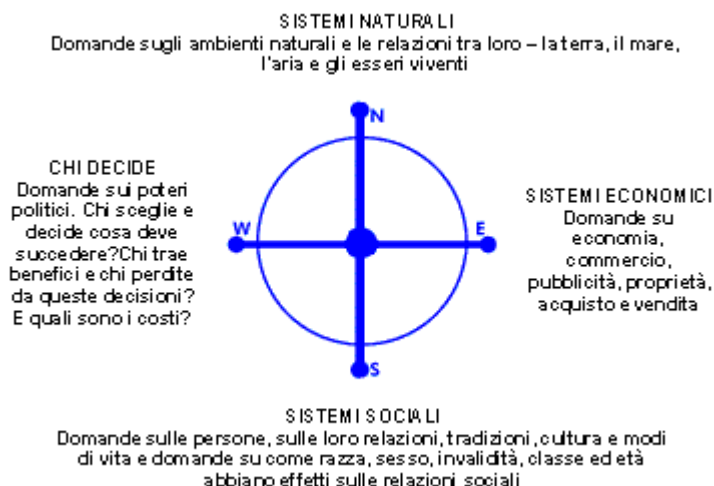 SISTEMI NATURALI
Domande sugli ambienti naturali e le relazioni tra loro – la terra, il mare,
l'aria e gli esseri viventi
N
CHI DECIDE
Domande sui poteri
politici. Chi sceglie e
decide cosa deve
succedere?Chi trae
benefici e chi perdite
da queste decisioni?
E quali sono i costi?
W
E
SISTEMI ECONOMICI
Domande su
economia,
commercio,
pubblicità, proprietà,
acquisto e vendita
S
SISTEMI SOCIALI
Domande sulle persone, sulle loro relazioni, tradizioni, cultura e modi
di vita e domande su come razza, sesso, invalidità, classe ed età
abbiano effetti sulle relazioni sociali